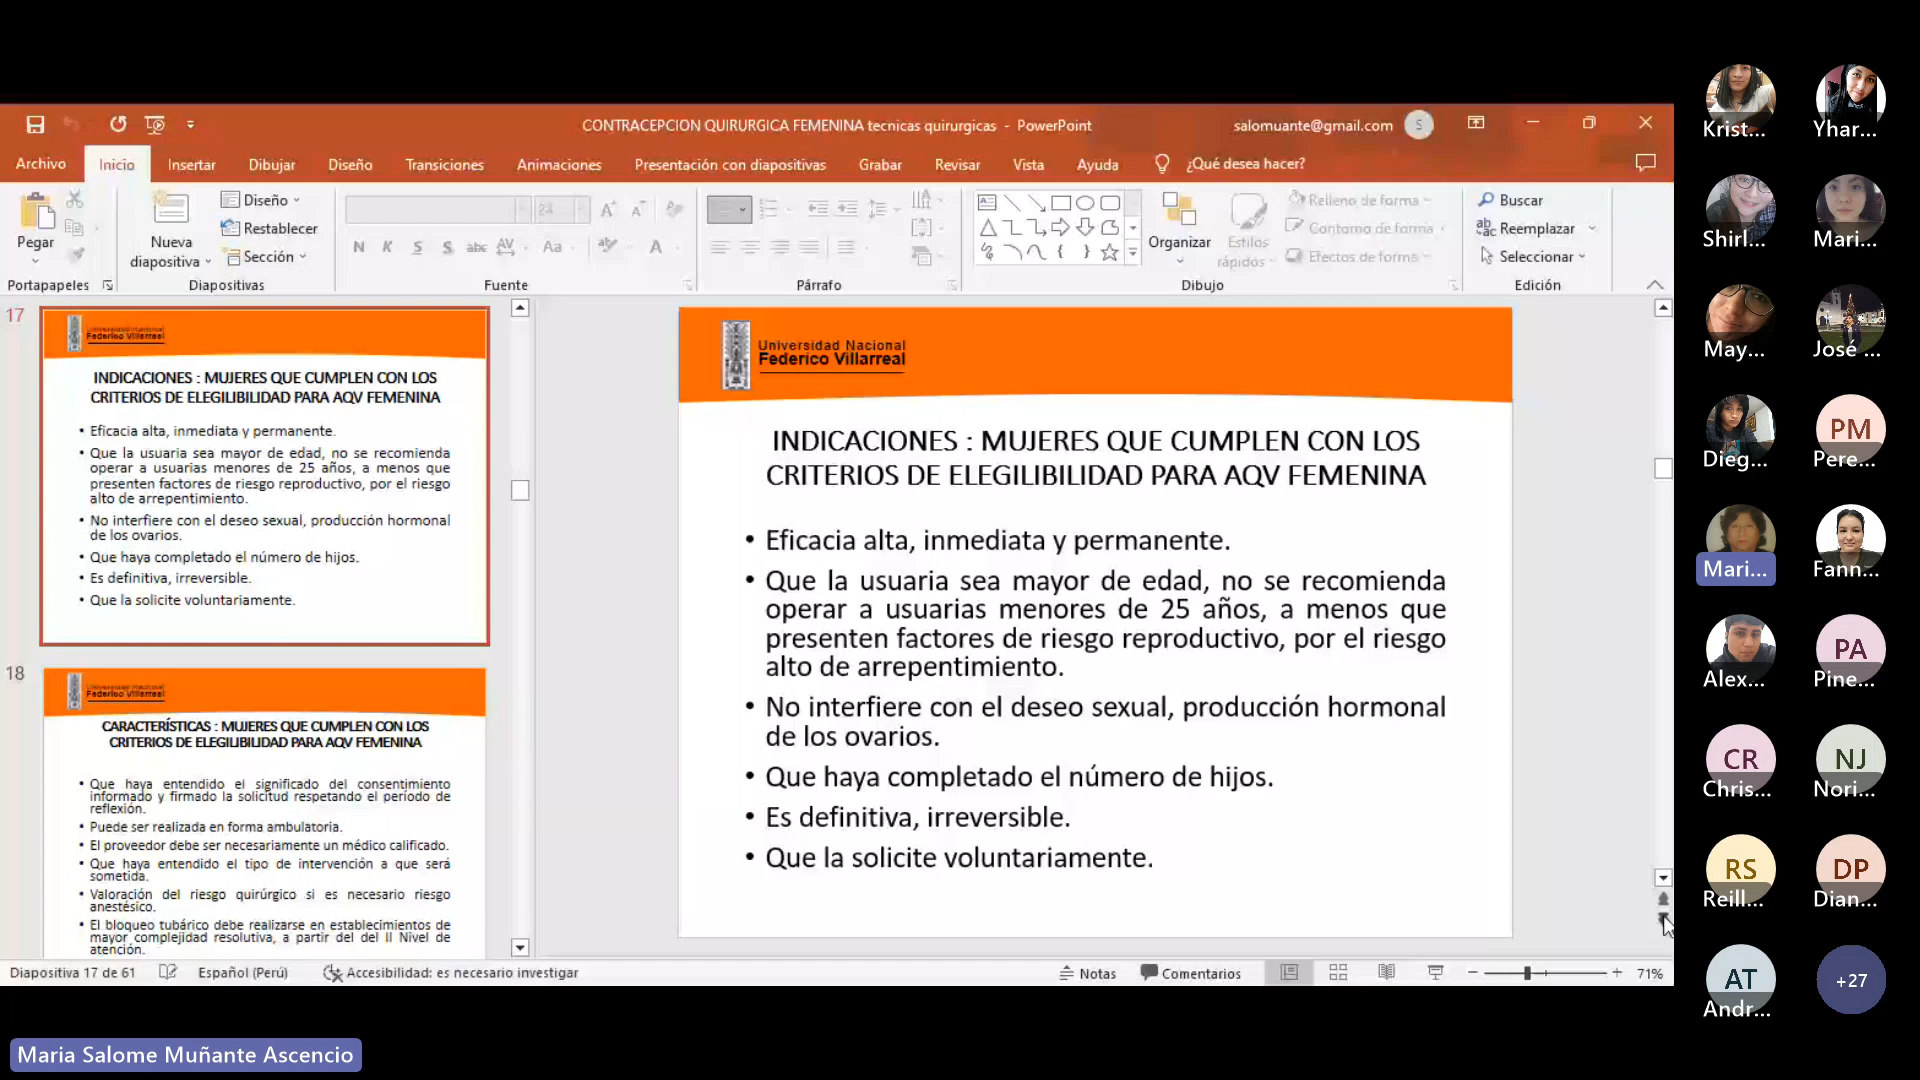 CONTRACEPCION QUIRURGICA FEMENINA tecnicas quirurgicas - PowerPoint
salomuante@gmail.com
S
Archivo
Inicio
Insertar
Dibujar
Diseño
Transiciones
Animaciones
Presentación con diapositivas
Grabar
Revisar
Vista
Ayuda
¿Qué desea hacer?
Pegar
Portapapeles
Nueva
diapositiva
Diseño
Restablecer
Sección
Diapositivas
24
N K S S abc AV Aa A
Fuente
Párrafo
Organizar
Estilos
rápidos
Relleno de forma
Contorno de forma
Efectos de forma
Dibujo
Buscar
Reemplazar
Seleccionar
Edición
17
Universidad Nacional
Federico Villarreal
INDICACIONES : MUJERES QUE CUMPLEN CON LOS
CRITERIOS DE ELEGILIBILIDAD PARA AQV FEMENINA
• Eficacia alta, inmediata y permanente.
• Que la usuaria sea mayor de edad, no se recomienda
operar a usuarias menores de 25 años, a menos que
presenten factores de riesgo reproductivo, por el riesgo
alto de arrepentimiento.
• No interfiere con el deseo sexual, producción hormonal
de los ovarios.
• Que haya completado el número de hijos.
• Es definitiva, irreversible.
• Que la solicite voluntariamente.
18
Universidad Nacional
Federico Villarreal
CARACTERÍSTICAS : MUJERES QUE CUMPLEN CON LOS
CRITERIOS DE ELEGILIBILIDAD PARA AQV FEMENINA
• Que haya entendido el significado del consentimiento
informado y firmado la solicitud respetando el período de
reflexión.
• Puede ser realizada en forma ambulatoria.
• El proveedor debe ser necesariamente un médico calificado.
• Que haya entendido el tipo de intervención a que será
sometida.
• Valoración del riesgo quirúrgico si es necesario riesgo
anestésico.
• El bloqueo tubárico debe realizarse en establecimientos de
mayor complejidad resolutiva, a partir del del II Nivel de
atención.
Universidad Nacional
Federico Villarreal
INDICACIONES : MUJERES QUE CUMPLEN CON LOS
CRITERIOS DE ELEGILIBILIDAD PARA AQV FEMENINA
• Eficacia alta, inmediata y permanente.
• Que la usuaria sea mayor de edad, no se recomienda
operar a usuarias menores de 25 años, a menos que
presenten factores de riesgo reproductivo, por el riesgo
alto de arrepentimiento.
• No interfiere con el deseo sexual, producción hormonal
de los ovarios.
• Que haya completado el número de hijos.
• Es definitiva, irreversible.
• Que la solicite voluntariamente.
Diapositiva 17 de 61
Español (Perú)
Accesibilidad: es necesario investigar
Notas
Comentarios
71%
Krist...
Yhar...
Shirl...
Mari...
May...
José ...
Dieg...
PM
Pere...
Mari...
Fann...
Alex...
PA
Pine...
CR
Chris...
NJ
Nori...
RS
Reill...
DP
Dian...
AT
Andr...
+27
Maria Salome Muñante Ascencio